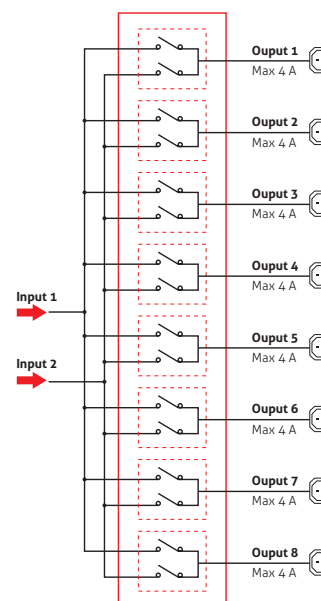 Ouput 1
Max 4 A
Ouput 2
Max 4 A
Ouput 3
Max 4 A
Ouput 4
Max 4 A
Input 1
Ouput 5
Max 4 A
Input 2
Ouput 6
Max 4 A
Ouput 7
Max 4 A
Ouput 8
Max 4 A